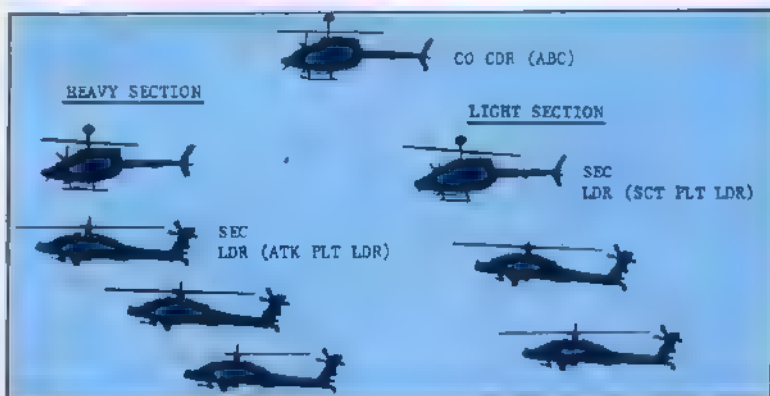 CO CDR (ABC)
HEAVY SECTION
LIGHT SECTION
SEC
LDR (SCT PLT LDR)
SEC
LDR (ATK PLT LDR)